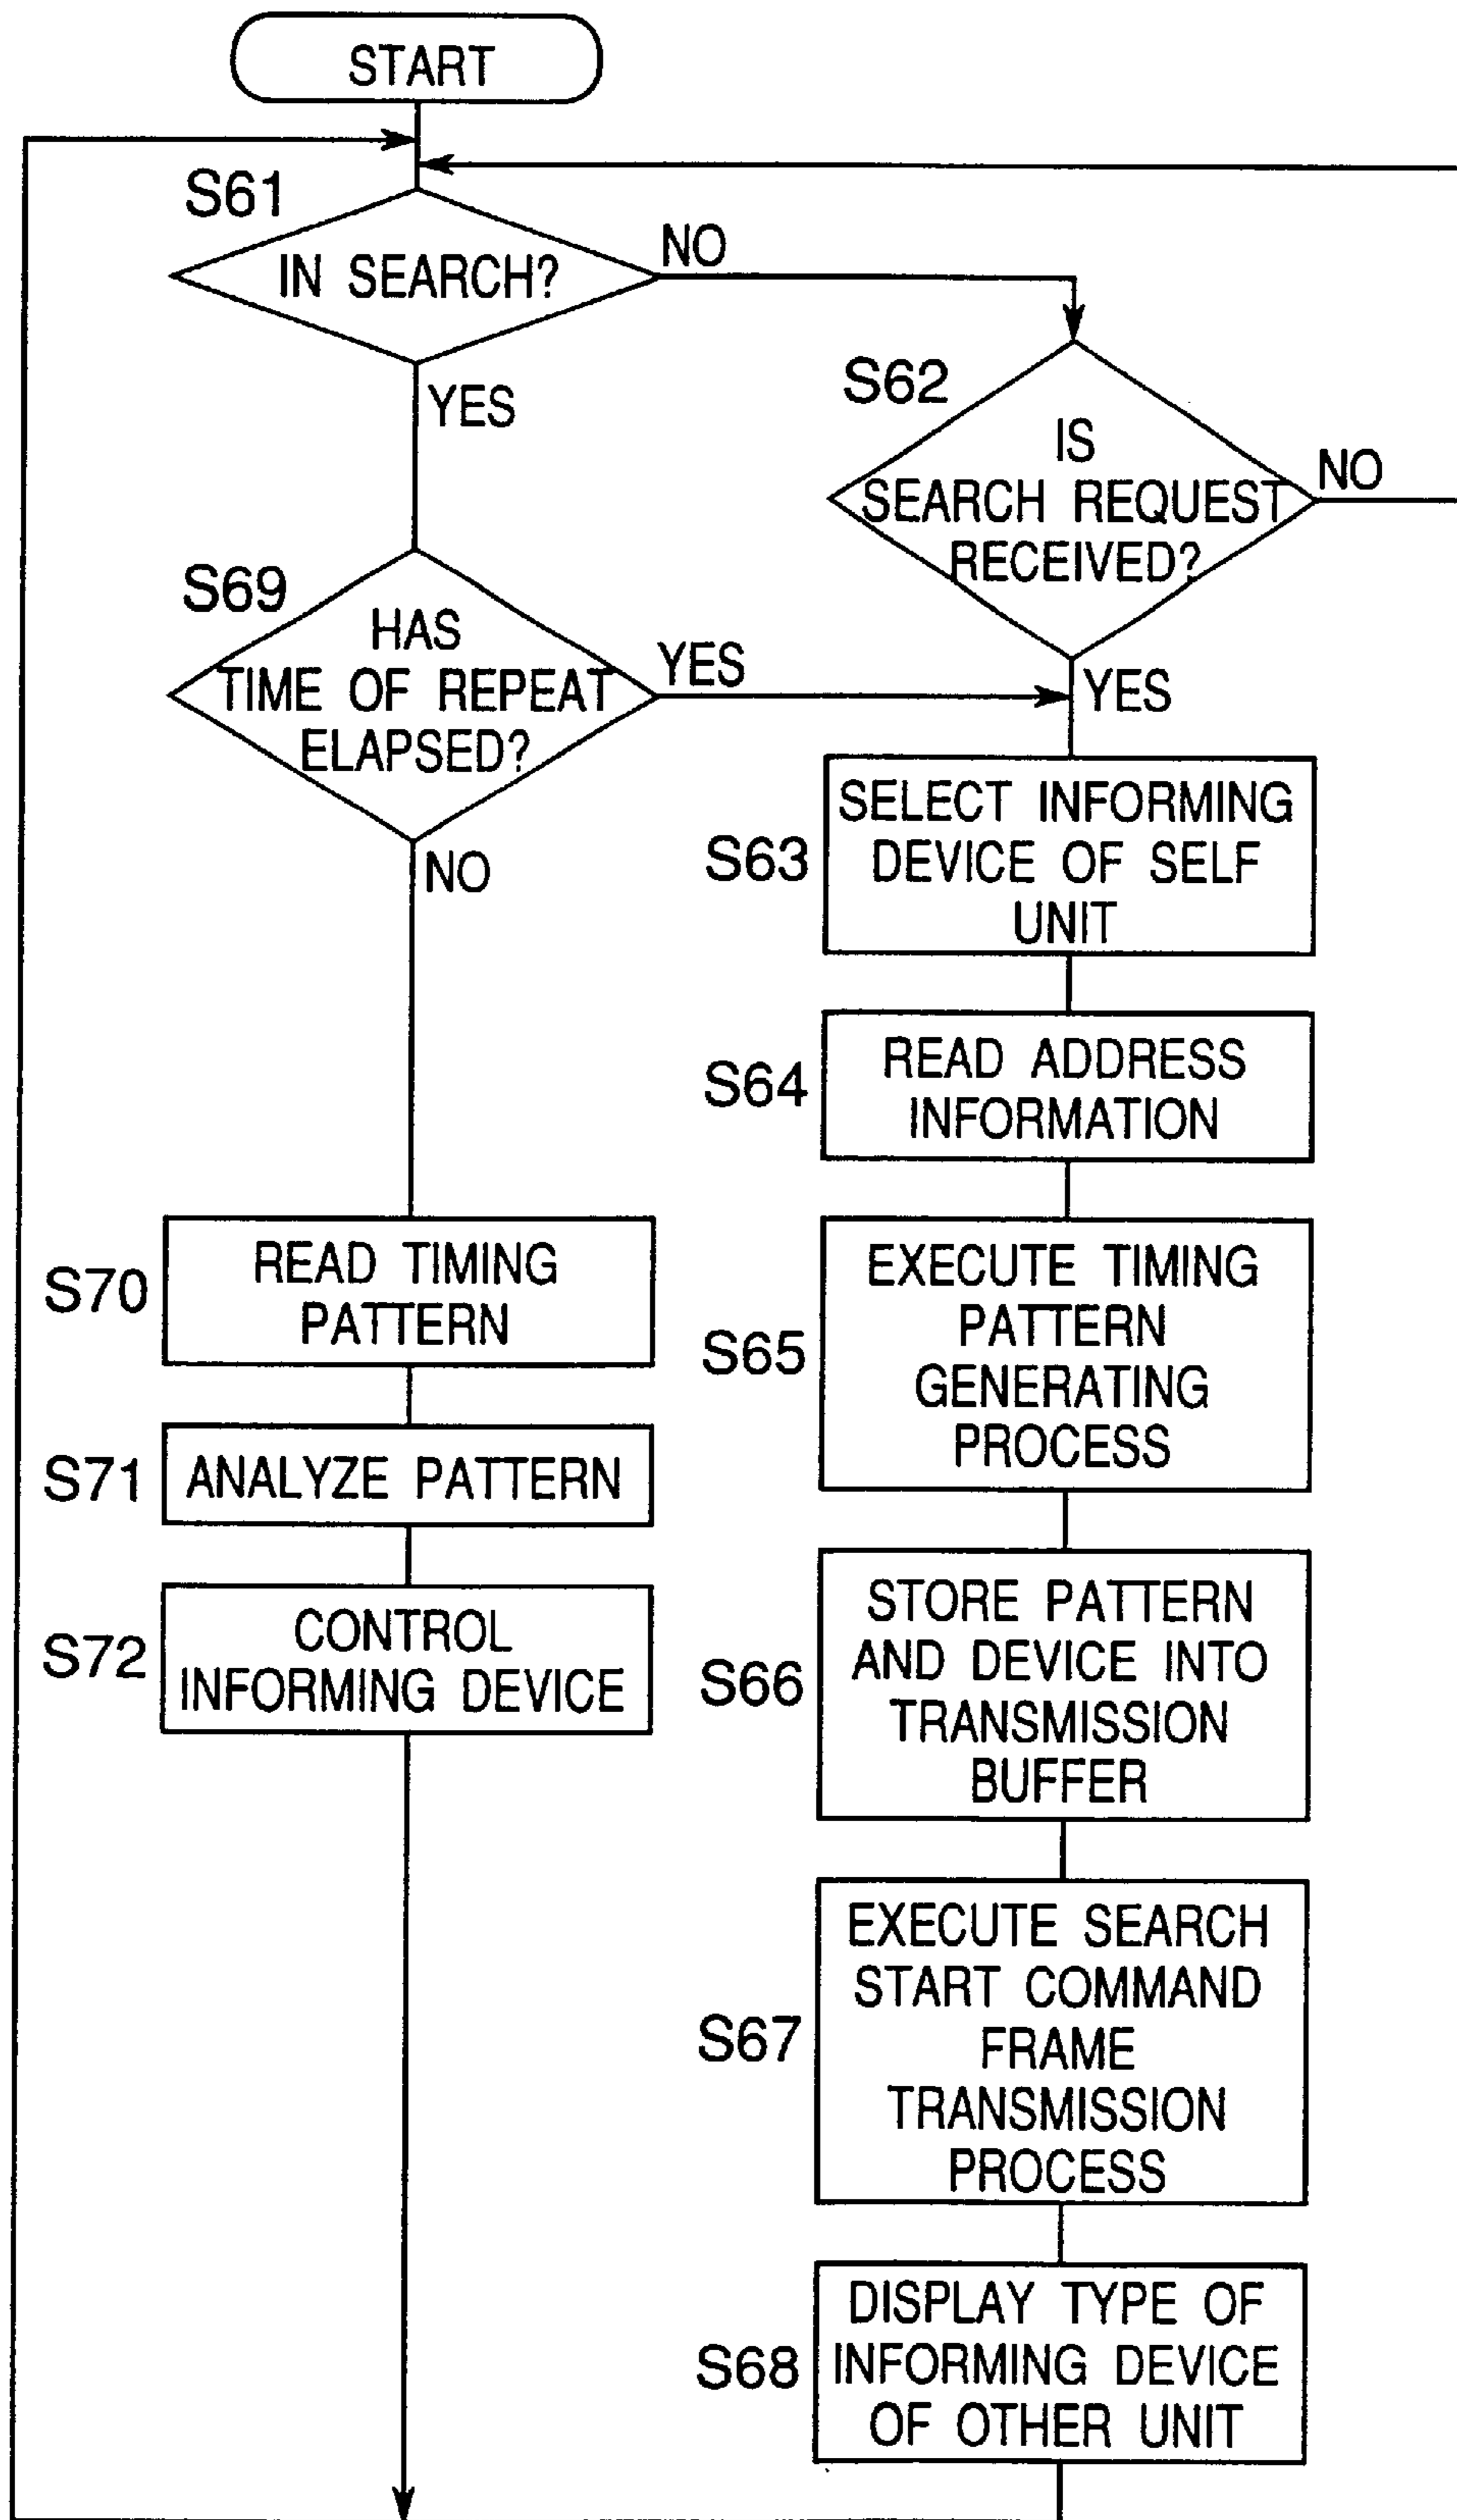 START
S61
IN SEARCH?
NO
YES
S62
IS
SEARCH REQUEST
RECEIVED?
NO
YES
S69
HAS
TIME OF REPEAT
ELAPSED?
YES
NO
S63
SELECT INFORMING
DEVICE OF SELF
UNIT
S64
READ ADDRESS
INFORMATION
S65
EXECUTE TIMING
PATTERN
GENERATING
PROCESS
S66
STORE PATTERN
AND DEVICE INTO
TRANSMISSION
BUFFER
S67
EXECUTE SEARCH
START COMMAND
FRAME
TRANSMISSION
PROCESS
S68
DISPLAY TYPE OF
INFORMING DEVICE
OF OTHER UNIT
S70
READ TIMING
PATTERN
S71
ANALYZE PATTERN
S72
CONTROL
INFORMING DEVICE